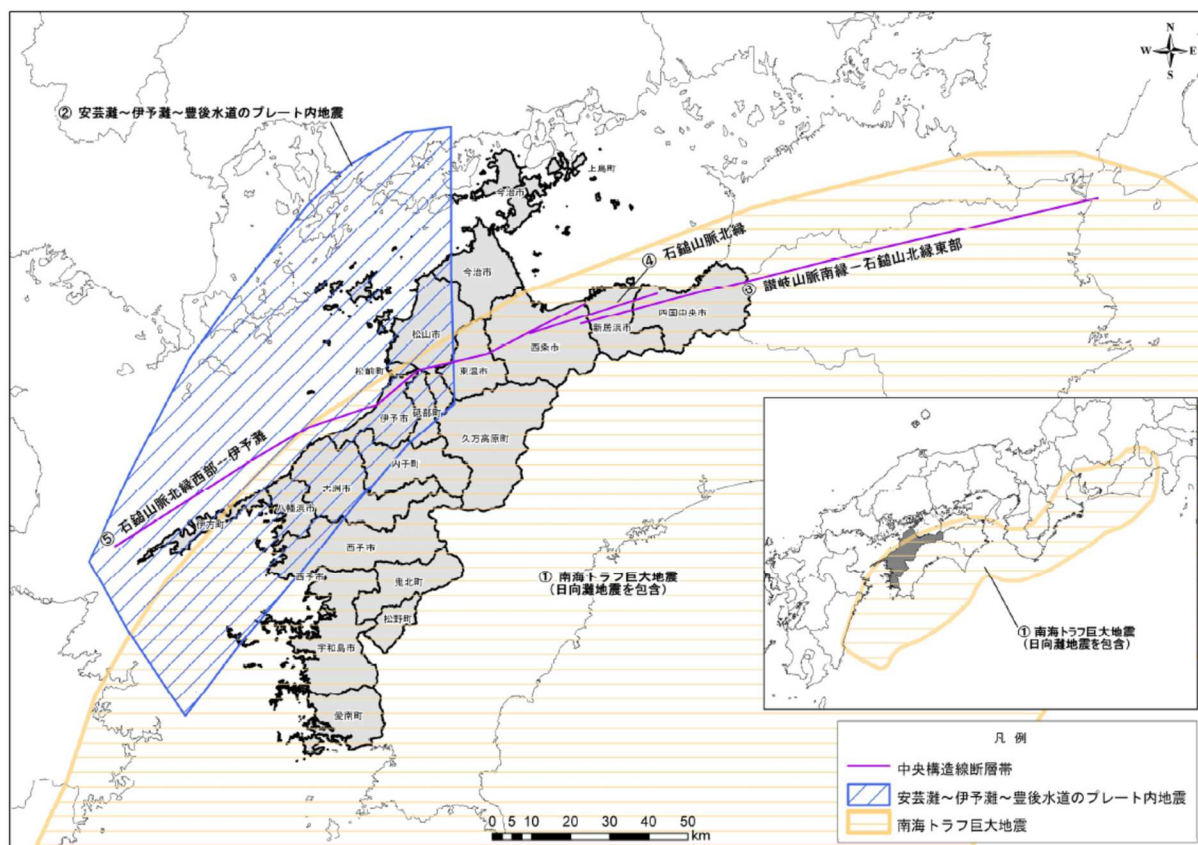 N
W E
S
② 安芸灘～伊予灘～豊後水道のプレート内地震
上島町
今治市
今治市
④ 石鎚山脈北縁
③ 讃岐山脈南縁－石鎚山北縁東部
四国中央市
新居浜市
西条市
松山市
東温市
松前町
伊予市
砥部町
久万高原町
内子町
大洲市
八幡浜市
伊方町
⑤ 石鎚山脈北縁西部－伊予灘
西予市
西予市
鬼北町
松野町
宇和島市
愛南町
① 南海トラフ巨大地震
(日向灘地震を包含)
① 南海トラフ巨大地震
(日向灘地震を包含)
凡 例
中央構造線断層帯
安芸灘～伊予灘～豊後水道のプレート内地震
南海トラフ巨大地震
0 5 10 20 30 40 50
km